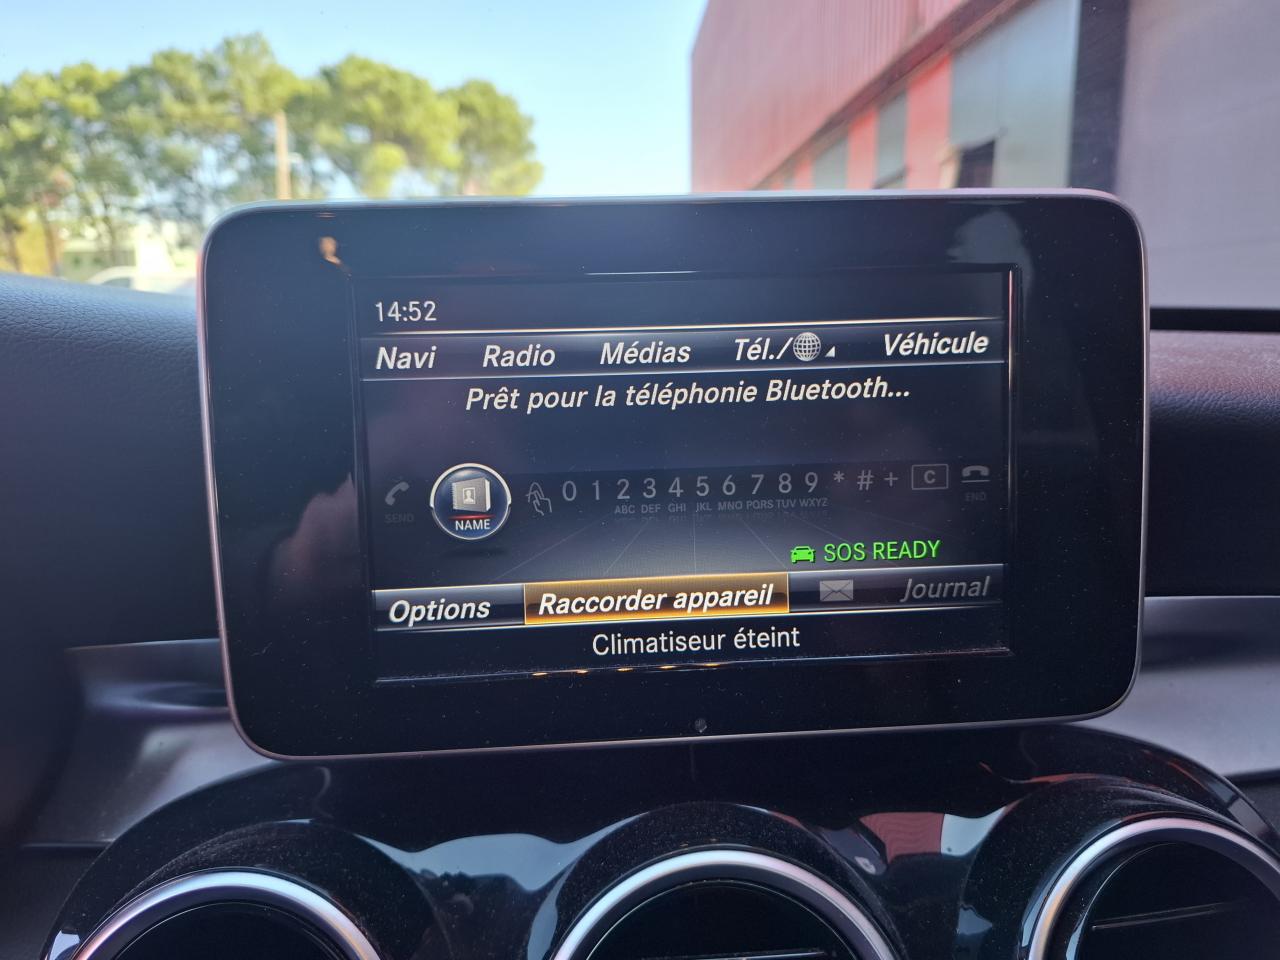 14:52
Navi Radio Médias Tél./ Véhicule
Prêt pour la téléphonie Bluetooth...
SEND NAME 0 1 2 3 4 5 6 7 8 9 * # + C END
ABC DEF GHI JKL MNO PQRS TUV WXYZ
SOS READY
Options Raccorder appareil Journal
Climatiseur éteint